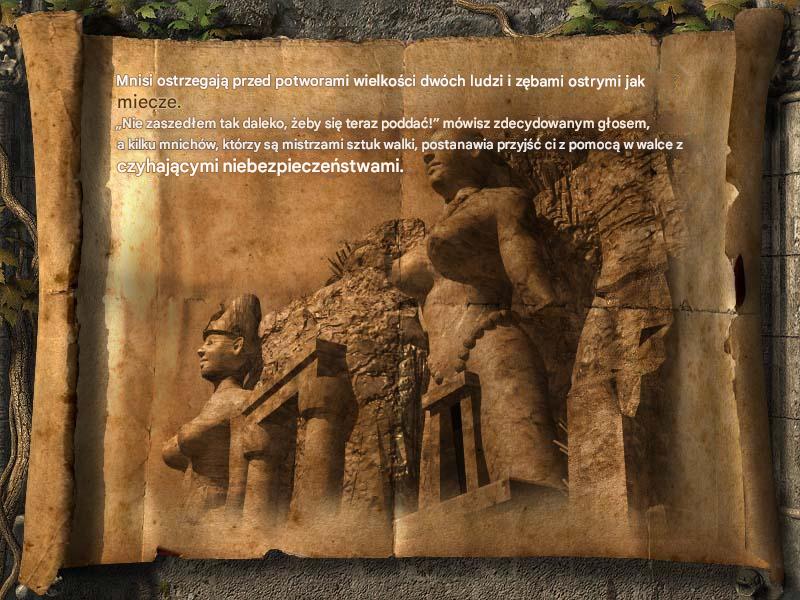 Mnisi ostrzegają przed potworami wielkości dwóch ludzi i zębami ostrymi jak
miecze.
„Nie zaszedłem tak daleko, żeby się teraz poddać!” mówisz zdecydowanym głosem,
a kilku mnichów, którzy są mistrzami sztuk walki, postanawia przyjść ci z pomocą w walce z
czyhającymi niebezpieczeństwami.